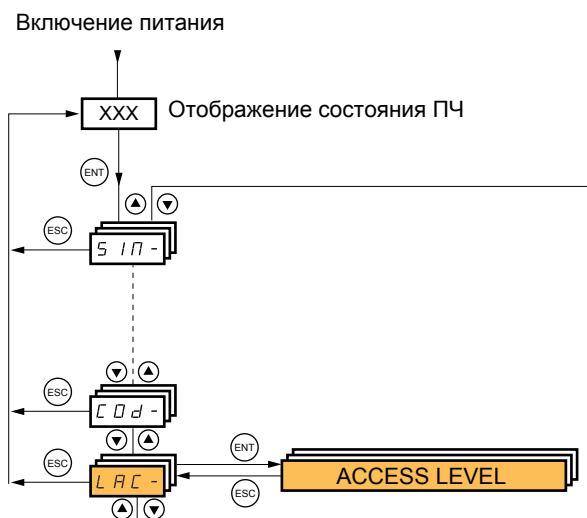 Включение питания
XXX
Отображение состояния ПЧ
ENT
ESC
SIM-
ESC
COd-
ESC
LAC-
ENT
ACCESS LEVEL
ESC